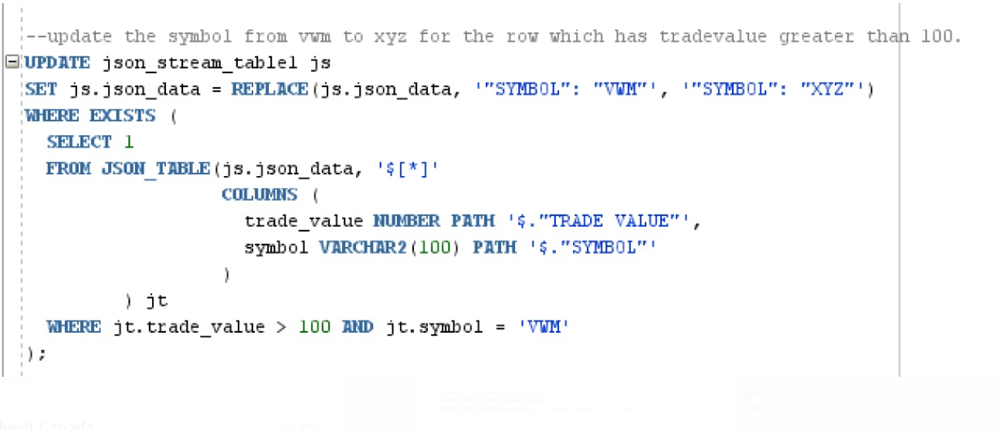 --update the symbol from vwm to xyz for the row which has tradevalue greater than 100.
UPDATE json_stream_table1 js
SET js.json_data = REPLACE(js.json_data, '"SYMBOL": "VWM"', '"SYMBOL": "XYZ"')
WHERE EXISTS (
SELECT 1
FROM JSON_TABLE(js.json_data, '$[*]'
COLUMNS (
trade_value NUMBER PATH '$."TRADE VALUE"',
symbol VARCHAR2(100) PATH '$."SYMBOL"'
)
) jt
WHERE jt.trade_value > 100 AND jt.symbol = 'VWM'
);